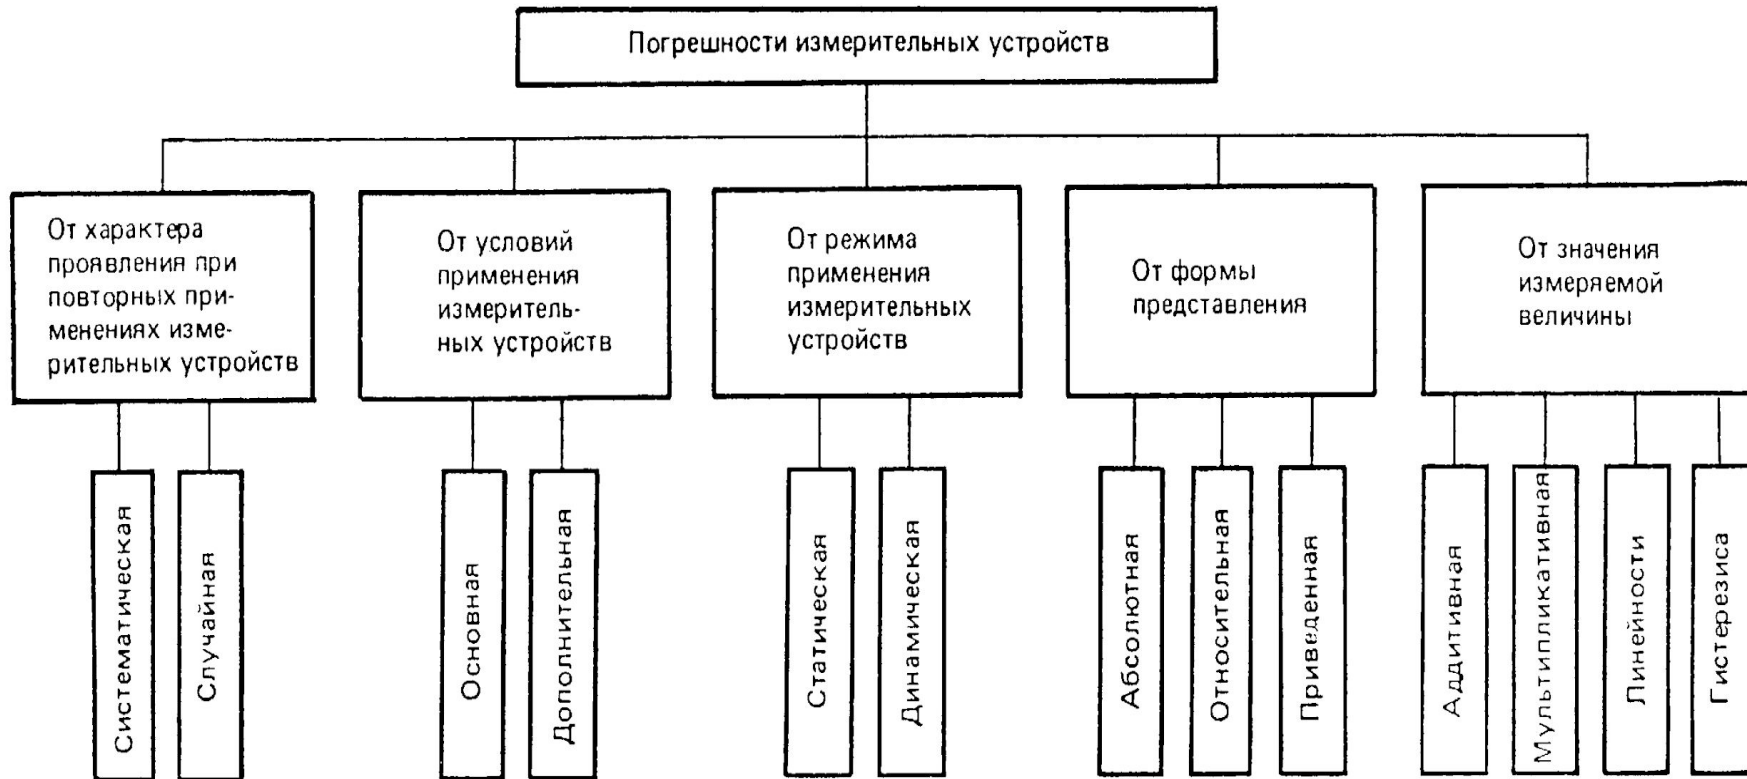 Погрешности измерительных устройств
От характера
проявления при
повторных при-
менениях изме-
рительных устройств
От условий
применения
измеритель-
ных устройств
От режима
применения
измерительных
устройств
От формы
представления
От значения
измеряемой
величины
Систематическая
Случайная
Основная
Дополнительная
Статическая
Динамическая
Абсолютная
Относительная
Приведенная
Аддитивная
Мультипликативная
Линейности
Гистерезиса